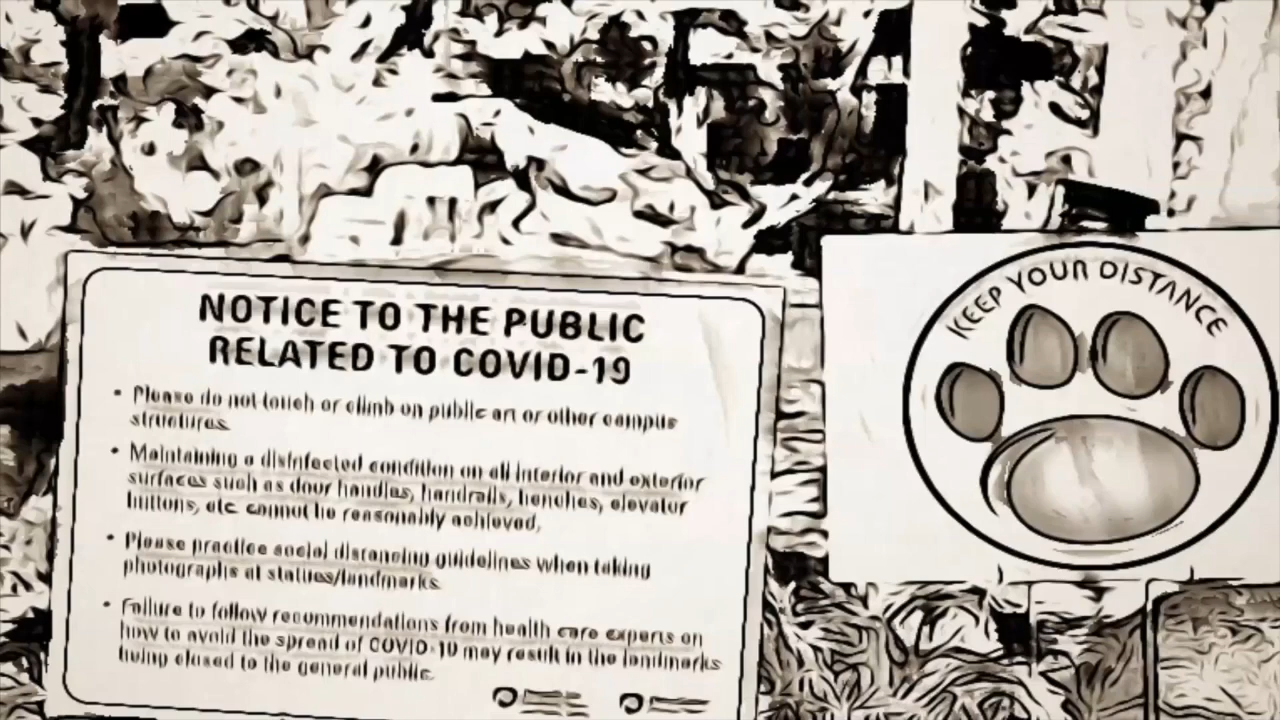 NOTICE TO THE PUBLIC
RELATED TO COVID-19
• Please do not touch or climb on public art or other campus
structures.
• Maintaining a disinfected condition on all interior and exterior
surfaces such as door handles, handrails, benches, elevator
buttons, etc cannot be reasonably achieved.
• Please practice social distancing guidelines when taking
photographs at statues/landmarks.
• Failure to follow recommendations from health care experts on
how to avoid the spread of COVID-19 may result in the landmarks
being closed to the general public.
KEEP YOUR DISTANCE